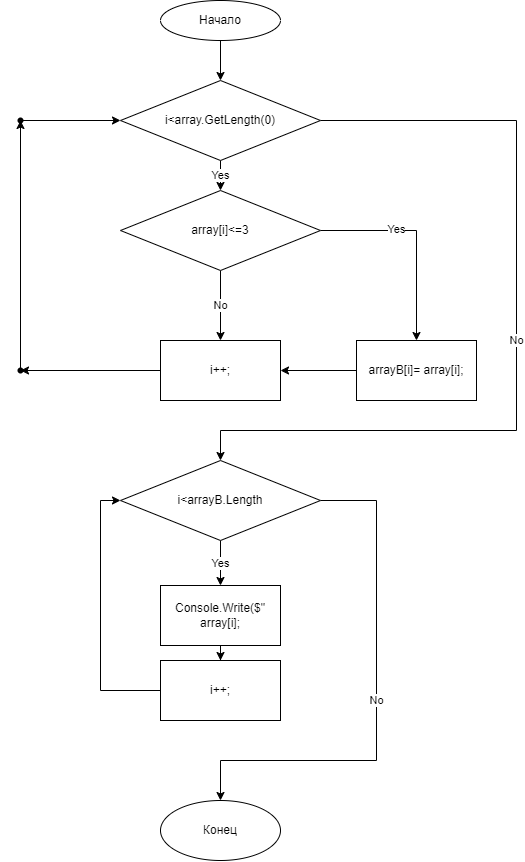 Начало
i<array.GetLength(0)
Yes
array[i]<=3
Yes
No
No
i++;
arrayB[i]= array[i];
i<arrayB.Length
Yes
Console.Write($"
array[i];
i++;
No
Конец